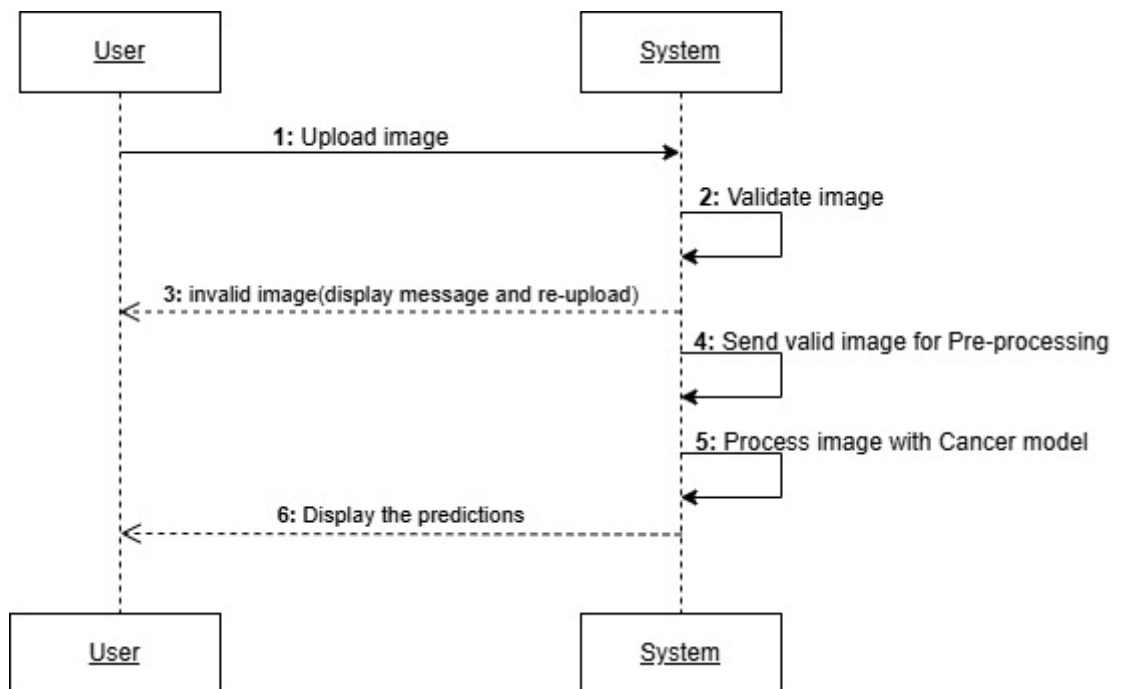 User
System
1: Upload image
2: Validate image
3: invalid image(display message and re-upload)
4: Send valid image for Pre-processing
5: Process image with Cancer model
6: Display the predictions
User
System